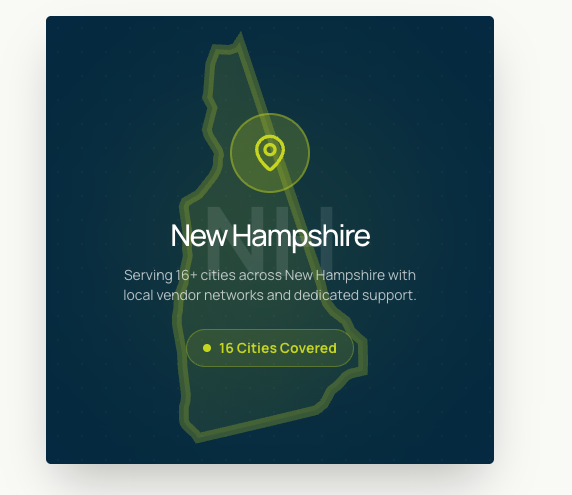 NH
New Hampshire
Serving 16+ cities across New Hampshire with
local vendor networks and dedicated support.
16 Cities Covered